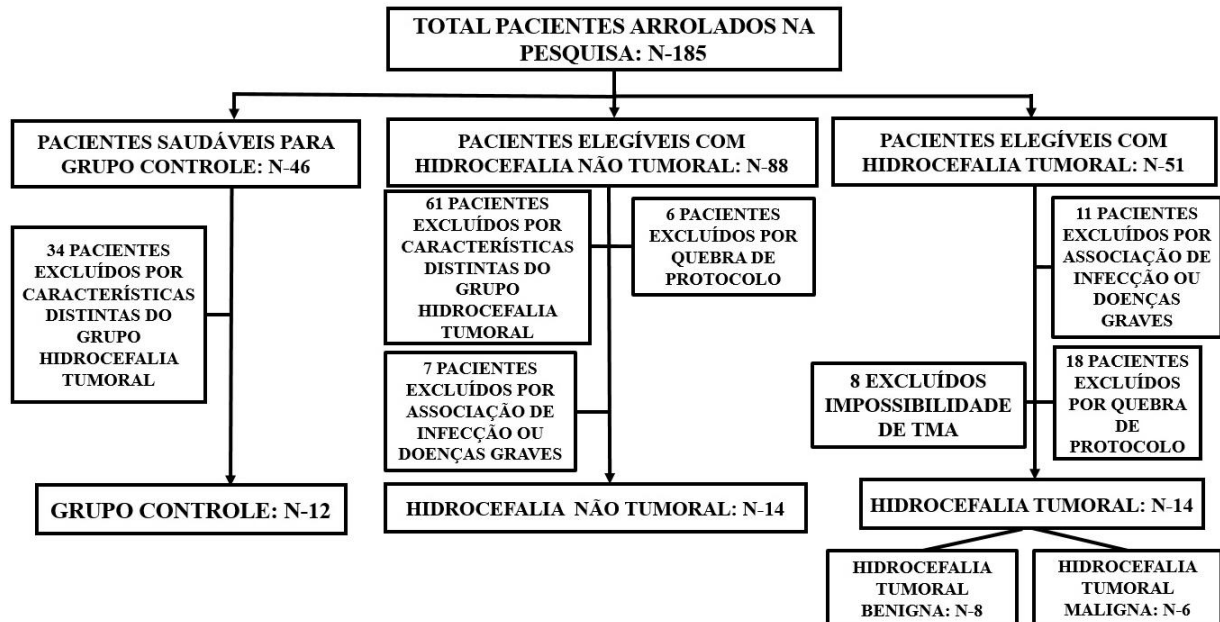 TOTAL PACIENTES ARROLADOS NA
PESQUISA: N-185
PACIENTES SAUDÁVEIS PARA
GRUPO CONTROLE: N-46
PACIENTES ELEGÍVEIS COM
HIDROCEFALIA NÃO TUMORAL: N-88
PACIENTES ELEGÍVEIS COM
HIDROCEFALIA TUMORAL: N-51
34 PACIENTES
EXCLUÍDOS POR
CARACTERÍSTICAS
DISTINTAS DO
GRUPO
HIDROCEFALIA
TUMORAL
61 PACIENTES
EXCLUÍDOS POR
CARACTERÍSTICAS
DISTINTAS DO
GRUPO
HIDROCEFALIA
TUMORAL
6 PACIENTES
EXCLUÍDOS POR
QUEBRA DE
PROTOCOLO
7 PACIENTES
EXCLUÍDOS POR
ASSOCIAÇÃO DE
INFECÇÃO OU
DOENÇAS GRAVES
11 PACIENTES
EXCLUÍDOS POR
ASSOCIAÇÃO DE
INFECÇÃO OU
DOENÇAS
GRAVES
8 EXCLUÍDOS
IMPOSSIBILIDADE
DE TMA
18 PACIENTES
EXCLUÍDOS
POR QUEBRA
DE
PROTOCOLO
GRUPO CONTROLE: N-12
HIDROCEFALIA NÃO TUMORAL: N-14
HIDROCEFALIA TUMORAL: N-14
HIDROCEFALIA
TUMORAL
BENIGNA: N-8
HIDROCEFALIA
TUMORAL
MALIGNA: N-6